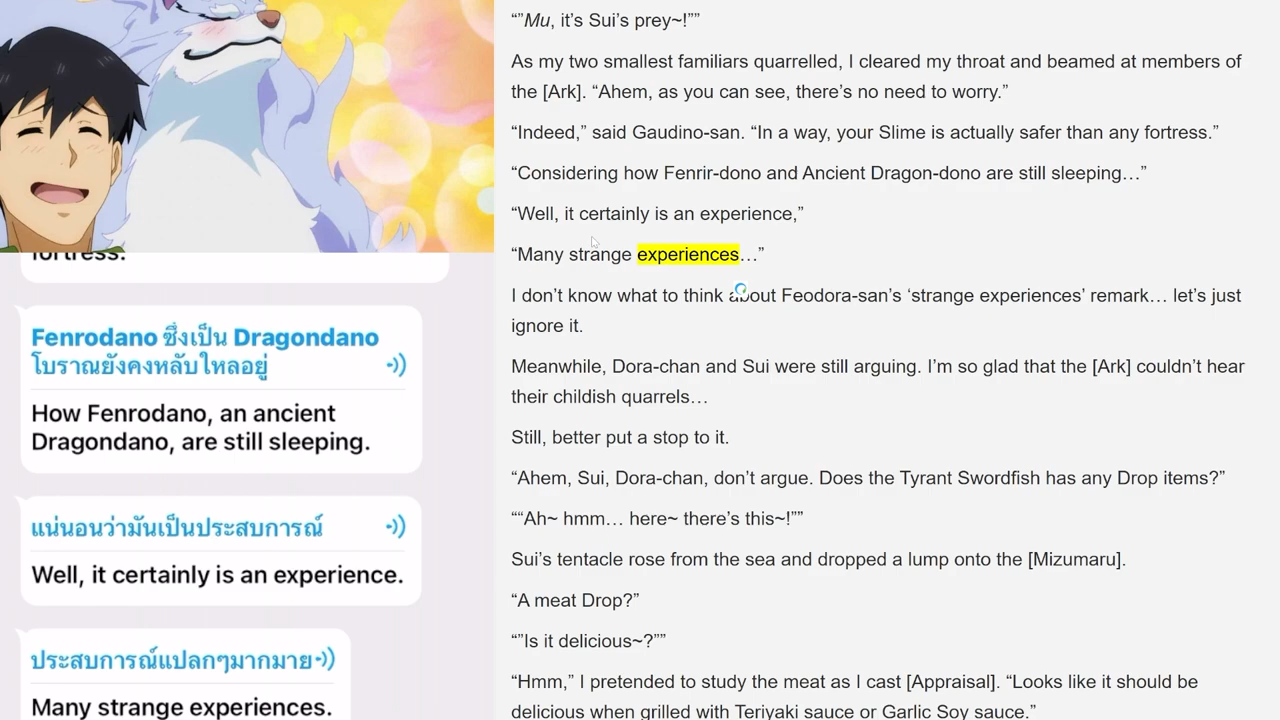 fortress.
Fenrodano ซึ่งเป็น Dragondano
โบราณยังคงหลับใหลอยู่
How Fenrodano, an ancient
Dragondano, are still sleeping.
แน่นอนว่ามันเป็นประสบการณ์
Well, it certainly is an experience.
ประสบการณ์แปลกๆมากมาย
Many strange experiences.
“”Mu, it’s Sui’s prey~!””
As my two smallest familiars quarrelled, I cleared my throat and beamed at members of
the [Ark]. “Ahem, as you can see, there’s no need to worry.”
“Indeed,” said Gaudino-san. “In a way, your Slime is actually safer than any fortress.”
“Considering how Fenrir-dono and Ancient Dragon-dono are still sleeping…”
“Well, it certainly is an experience,”
“Many strange experiences…”
I don’t know what to think about Feodora-san’s ‘strange experiences’ remark… let’s just
ignore it.
Meanwhile, Dora-chan and Sui were still arguing. I’m so glad that the [Ark] couldn’t hear
their childish quarrels…
Still, better put a stop to it.
“Ahem, Sui, Dora-chan, don’t argue. Does the Tyrant Swordfish has any Drop items?”
““Ah~ hmm… here~ there’s this~!””
Sui’s tentacle rose from the sea and dropped a lump onto the [Mizumaru].
“A meat Drop?”
“”Is it delicious~?””
“Hmm,” I pretended to study the meat as I cast [Appraisal]. “Looks like it should be
delicious when grilled with Teriyaki sauce or Garlic Soy sauce.”